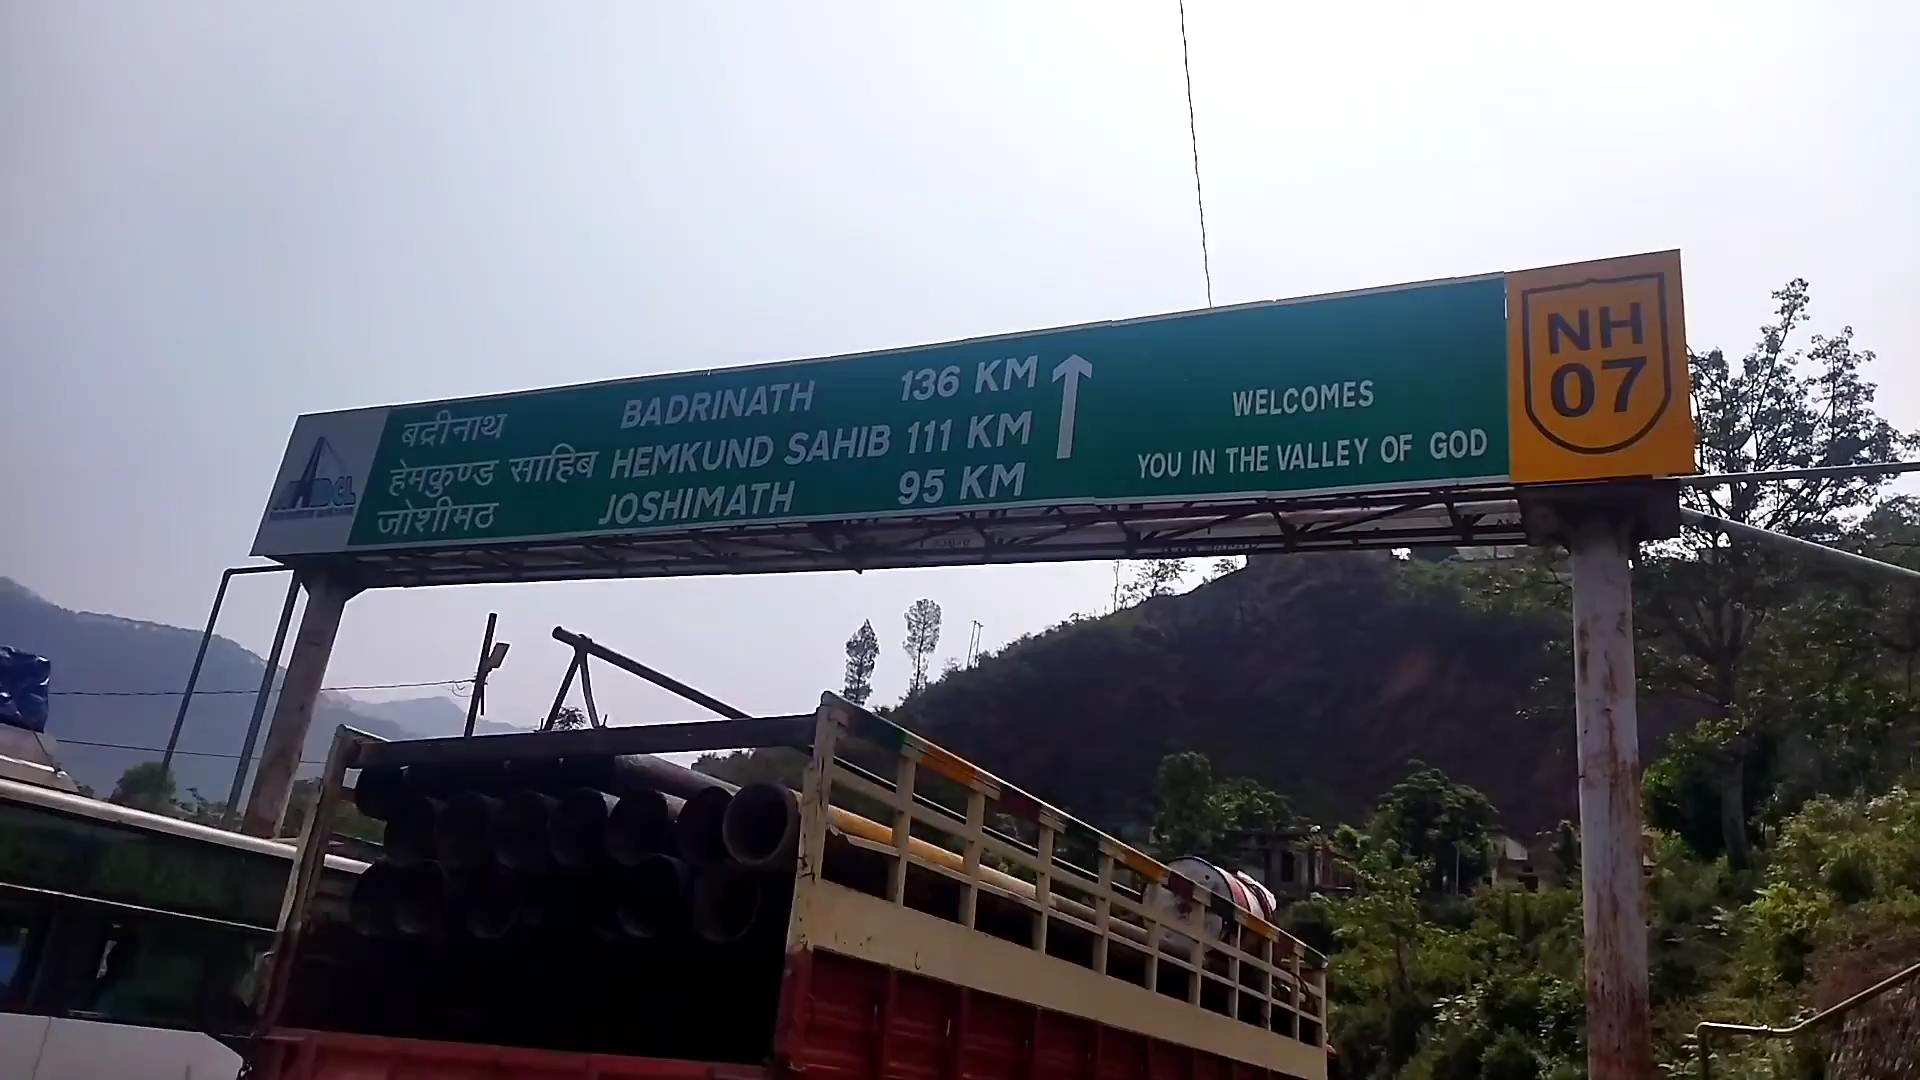 बद्रीनाथ BADRINATH 136 KM
हेमकुण्ड साहिब HEMKUND SAHIB 111 KM
जोशीमठ JOSHIMATH 95 KM
WELCOMES
YOU IN THE VALLEY OF GOD
NH
07